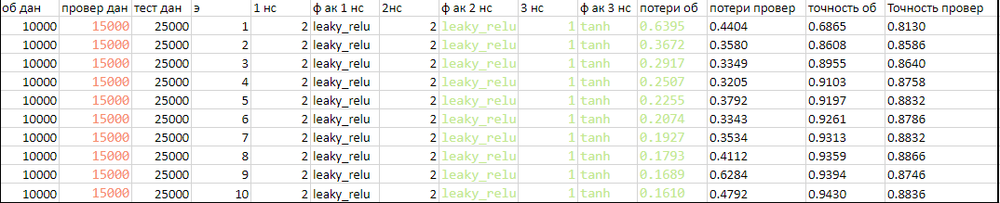 об дан провер дан тест дан э 1 нс ф ак 1 нс 2нс ф ак 2 нс 3 нс ф ак 3 нс потери об потери провер точность об Точность провер
10000 15000 25000 1 2 leaky_relu 2 leaky_relu 1 tanh 0.6395 0.4404 0.6865 0.8130
10000 15000 25000 2 2 leaky_relu 2 leaky_relu 1 tanh 0.3672 0.3580 0.8608 0.8586
10000 15000 25000 3 2 leaky_relu 2 leaky_relu 1 tanh 0.2917 0.3349 0.8955 0.8640
10000 15000 25000 4 2 leaky_relu 2 leaky_relu 1 tanh 0.2507 0.3205 0.9103 0.8758
10000 15000 25000 5 2 leaky_relu 2 leaky_relu 1 tanh 0.2255 0.3792 0.9197 0.8832
10000 15000 25000 6 2 leaky_relu 2 leaky_relu 1 tanh 0.2074 0.3343 0.9261 0.8786
10000 15000 25000 7 2 leaky_relu 2 leaky_relu 1 tanh 0.1927 0.3534 0.9313 0.8832
10000 15000 25000 8 2 leaky_relu 2 leaky_relu 1 tanh 0.1793 0.4112 0.9359 0.8866
10000 15000 25000 9 2 leaky_relu 2 leaky_relu 1 tanh 0.1689 0.6284 0.9394 0.8746
10000 15000 25000 10 2 leaky_relu 2 leaky_relu 1 tanh 0.1610 0.4792 0.9430 0.8836